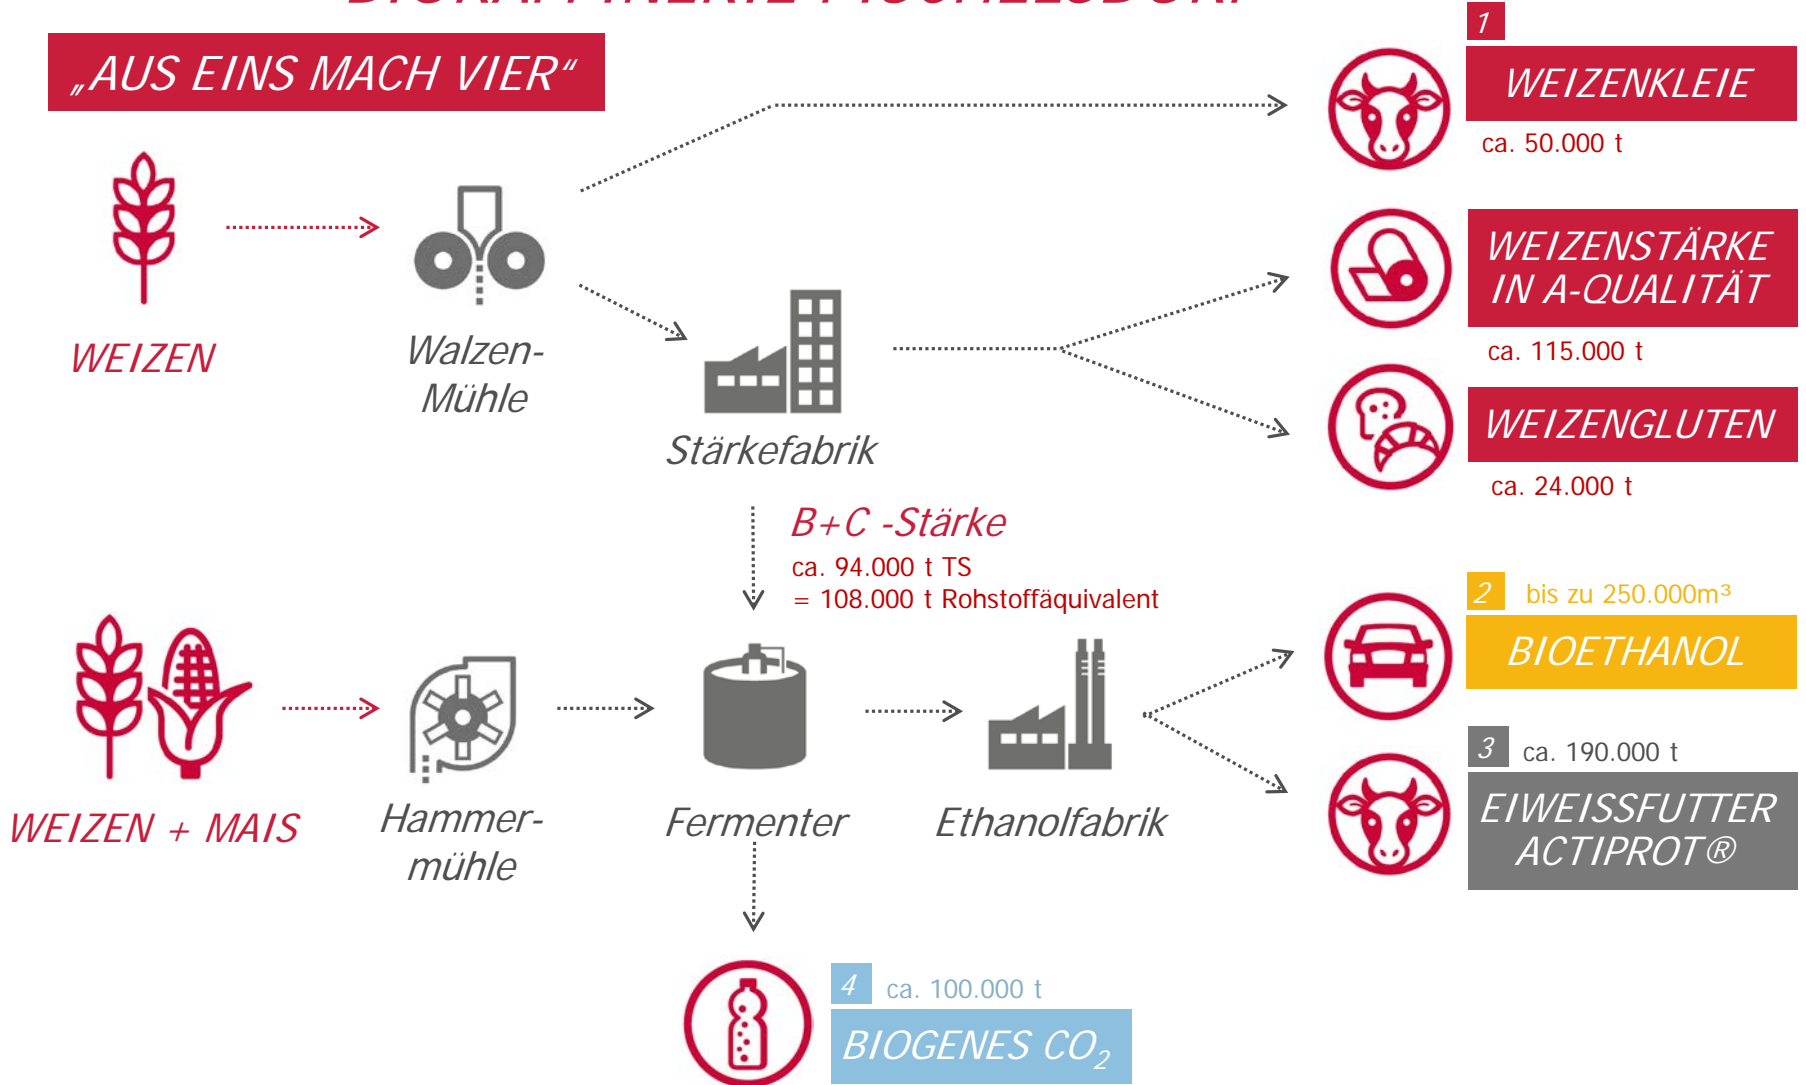 BIORAFFINERIE PISCHELSDORF
„AUS EINS MACH VIER“
1
WEIZENKLEIE
ca. 50.000 t
WEIZENSTÄRKE
IN A-QUALITÄT
ca. 115.000 t
WEIZENGLUTEN
ca. 24.000 t
WEIZEN
Walzen-
Mühle
Stärkefabrik
B+C -Stärke
ca. 94.000 t TS
= 108.000 t Rohstoffäquivalent
2 bis zu 250.000m³
BIOETHANOL
3 ca. 190.000 t
EIWEISSFUTTER
ACTIPROT®
WEIZEN + MAIS
Hammer-
mühle
Fermenter
Ethanolfabrik
4 ca. 100.000 t
BIOGENES CO₂